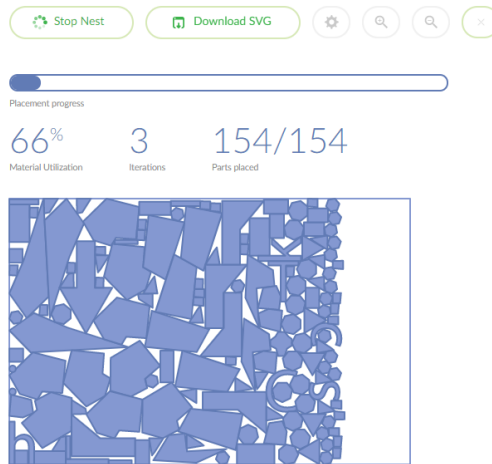 Stop Nest
Download SVG
Placement progress
66%
3
154/154
Material Utilization
Iterations
Parts placed